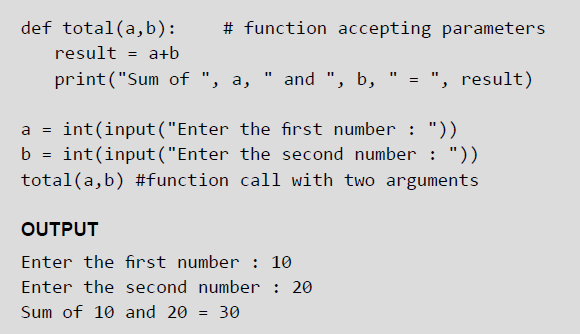 def total(a,b):    # function accepting parameters
   result = a+b
   print("Sum of ", a, " and ", b, " = ", result)
a = int(input("Enter the first number : "))
b = int(input("Enter the second number : "))
total(a,b) #function call with two arguments
OUTPUT
Enter the first number : 10
Enter the second number : 20
Sum of 10 and 20 = 30